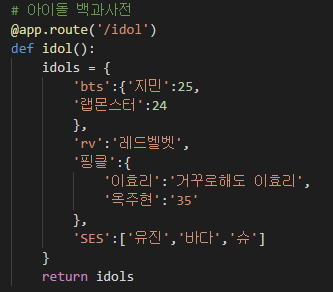 # 아이돌 백과사전
@app.route('/idol')
def idol():
    idols = {
        'bts':{'지민':25,
        '랩몬스터':24
        },
        'rv':'레드벨벳',
        '핑클':{
            '이효리':'거꾸로해도 이효리',
            '옥주현':'35'
        },
        'SES':['유진','바다','슈']
    }
    return idols